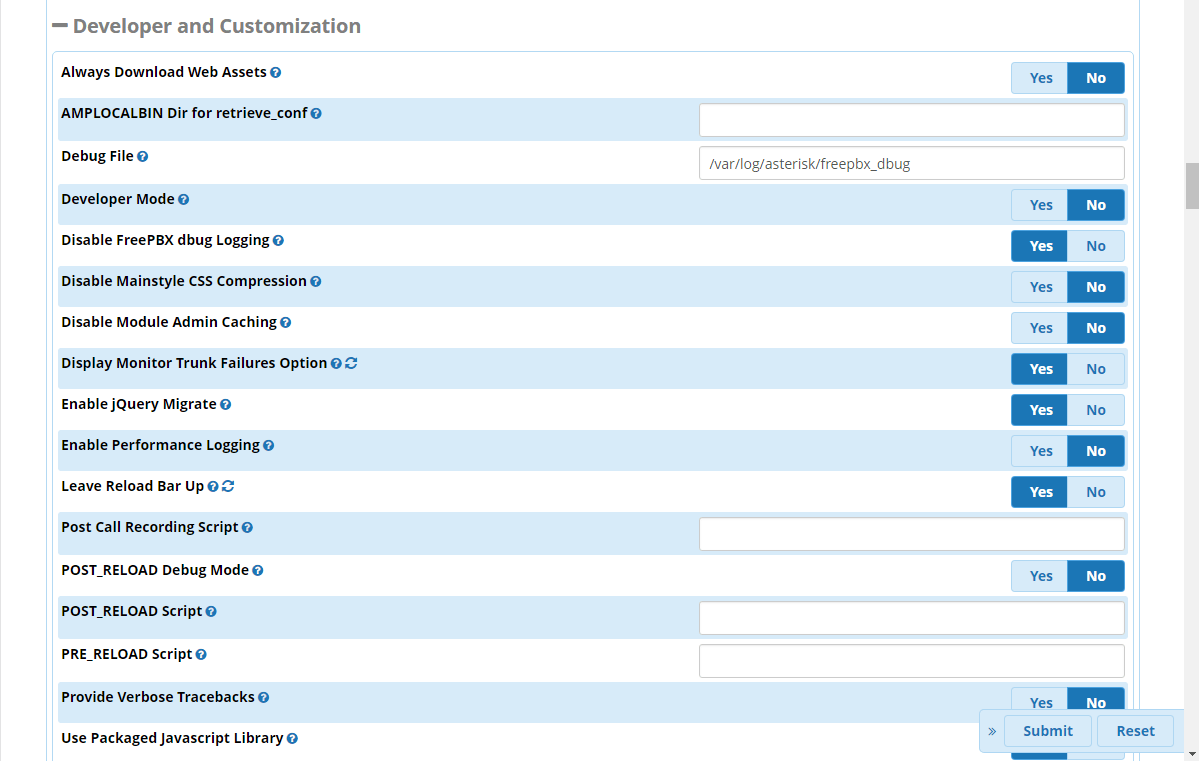 Developer and Customization
Always Download Web Assets
Yes No
AMPLOCALBIN Dir for retrieve_conf
Debug File
/var/log/asterisk/freepbx_dbug
Developer Mode
Yes No
Disable FreePBX dbug Logging
Yes No
Disable Mainstyle CSS Compression
Yes No
Disable Module Admin Caching
Yes No
Display Monitor Trunk Failures Option
Yes No
Enable jQuery Migrate
Yes No
Enable Performance Logging
Yes No
Leave Reload Bar Up
Yes No
Post Call Recording Script
POST_RELOAD Debug Mode
Yes No
POST_RELOAD Script
PRE_RELOAD Script
Provide Verbose Tracebacks
Yes No
Use Packaged Javascript Library
» Submit Reset